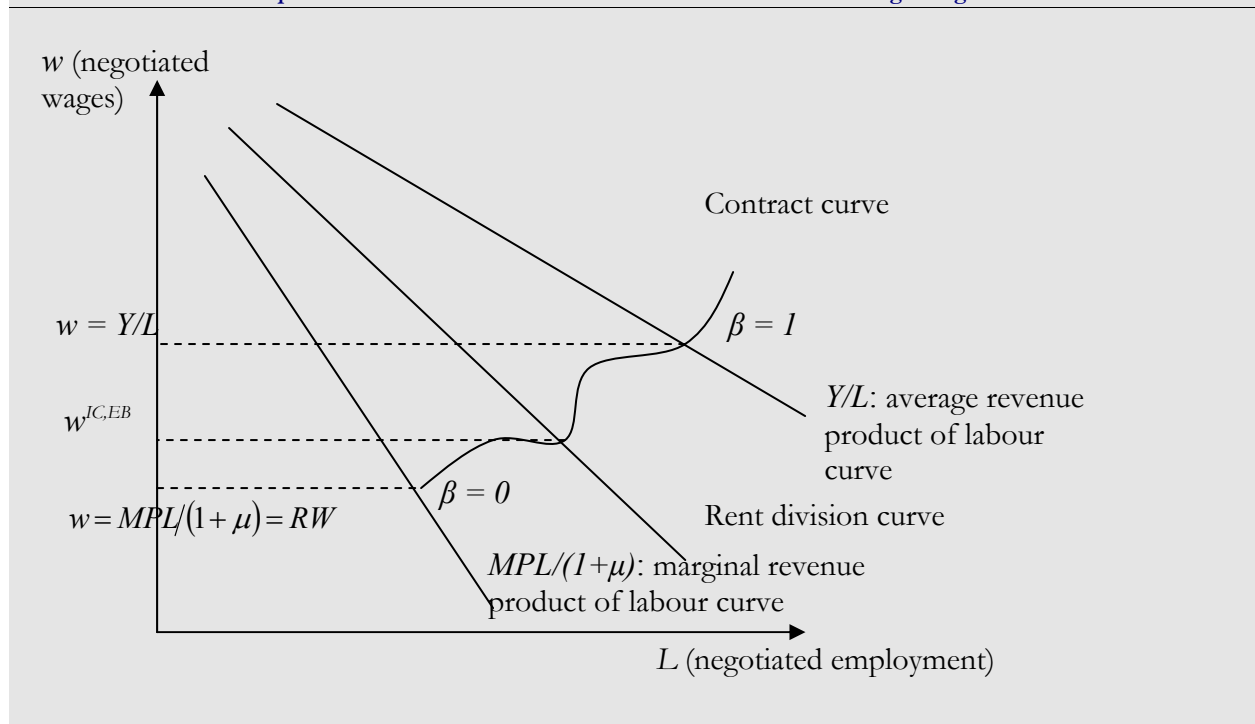 w (negotiated
wages)
Contract curve
w = Y/L
β = 1
Y/L: average revenue
product of labour
curve
w^{IC,EB}
β = 0
w = MPL/(1 + μ) = RW
Rent division curve
MPL/(1+μ): marginal revenue
product of labour curve
L (negotiated employment)